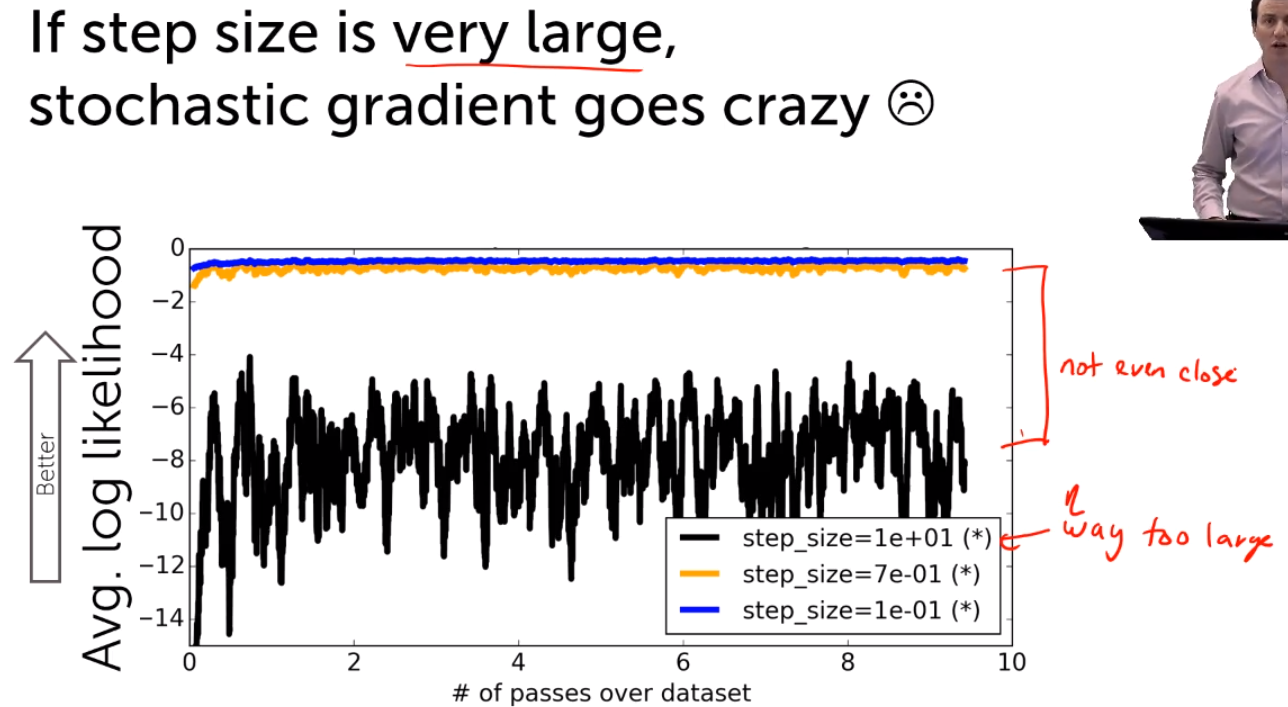 If step size is very large,
stochastic gradient goes crazy ☹
Avg. log likelihood
Better
0
−2
−4
−6
−8
−10
−12
−14
0 2 4 6 8 10
# of passes over dataset
step_size=1e+01 (*)
step_size=7e-01 (*)
step_size=1e-01 (*)
not even close
η
way too large